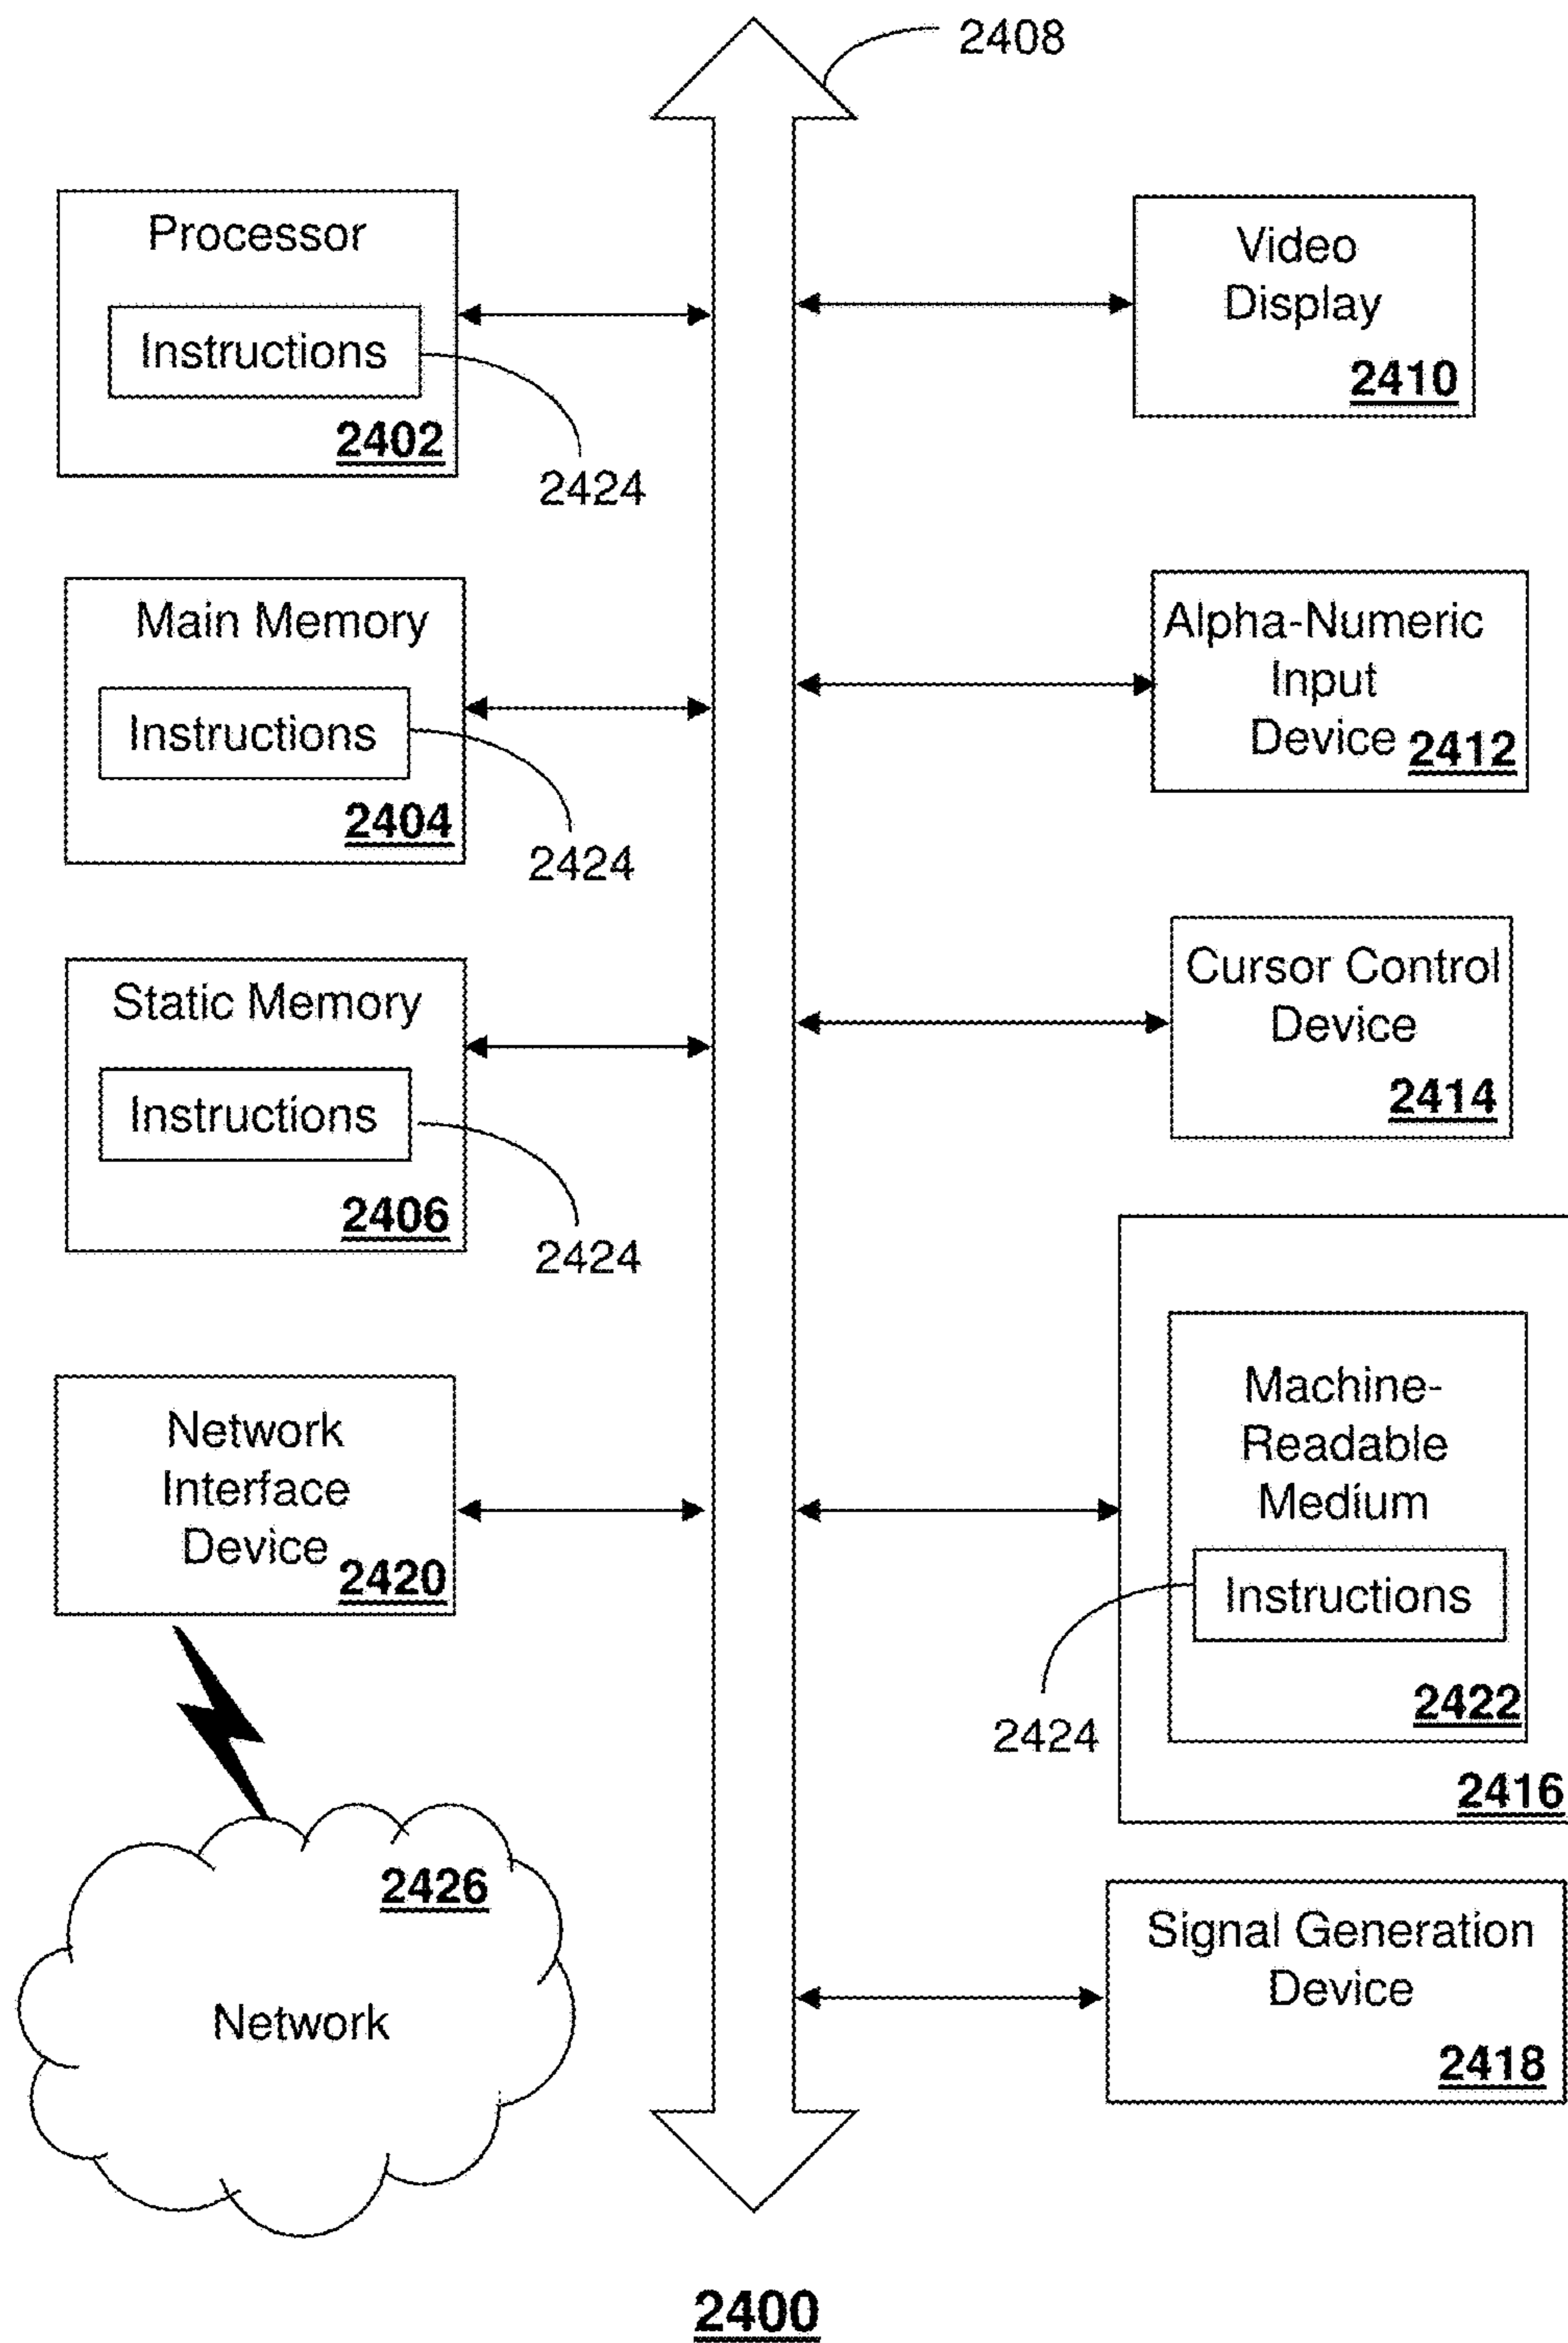 2408
Processor
Instructions
2402
2424
Main Memory
Instructions
2404
2424
Static Memory
Instructions
2406
2424
Network
Interface
Device
2420
2426
Network
Video
Display
2410
Alpha-Numeric
Input
Device 2412
Cursor Control
Device
2414
Machine-
Readable
Medium
Instructions
2424
2422
2416
Signal Generation
Device
2418
2400